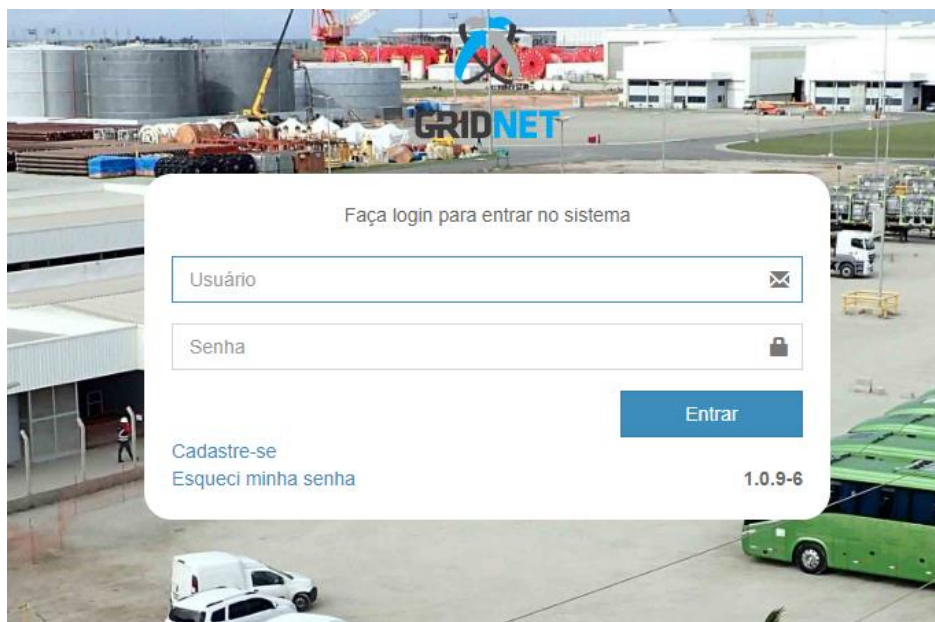 GRIDNET
Faça login para entrar no sistema
Usuário
Senha
Entrar
Cadastre-se
Esqueci minha senha
1.0.9-6